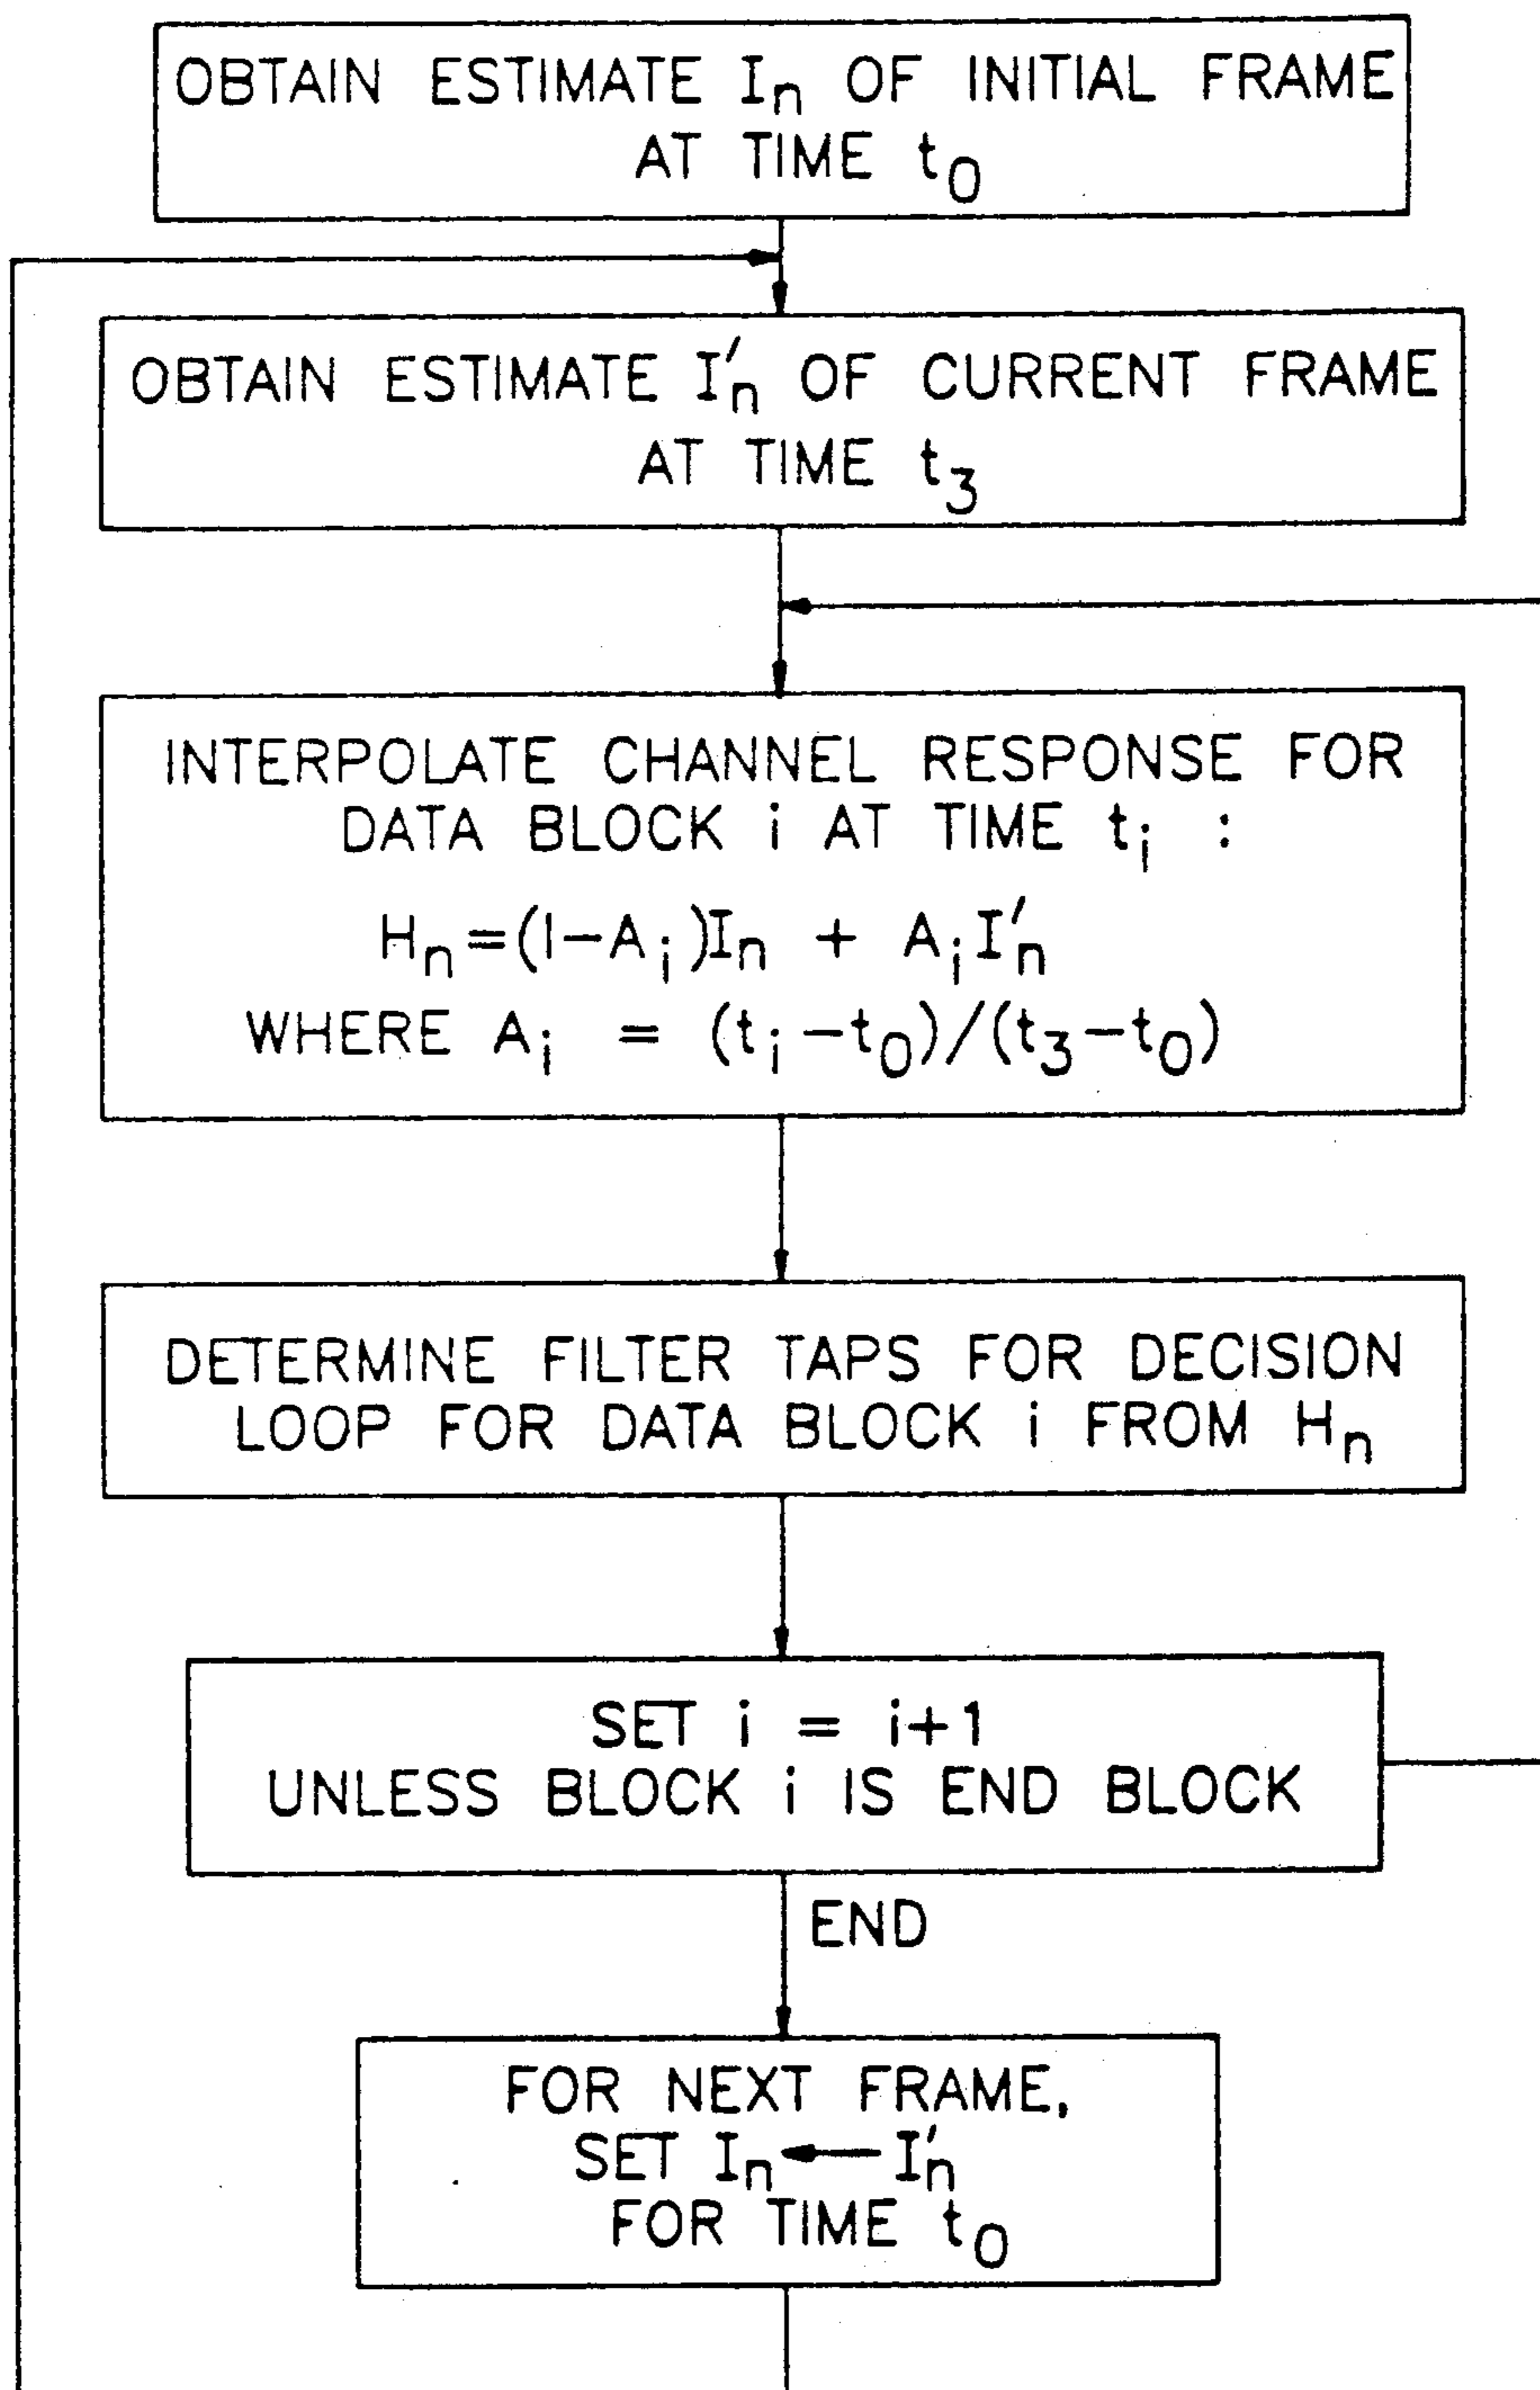 OBTAIN ESTIMATE Iₙ OF INITIAL FRAME
AT TIME t₀
OBTAIN ESTIMATE I′ₙ OF CURRENT FRAME
AT TIME t₃
INTERPOLATE CHANNEL RESPONSE FOR
DATA BLOCK i AT TIME tᵢ :
Hₙ=(1-Aᵢ)Iₙ + AᵢI′ₙ
WHERE Aᵢ = (tᵢ-t₀)/(t₃-t₀)
DETERMINE FILTER TAPS FOR DECISION
LOOP FOR DATA BLOCK i FROM Hₙ
SET i = i+1
UNLESS BLOCK i IS END BLOCK
END
FOR NEXT FRAME,
SET Iₙ←I′ₙ
FOR TIME t₀